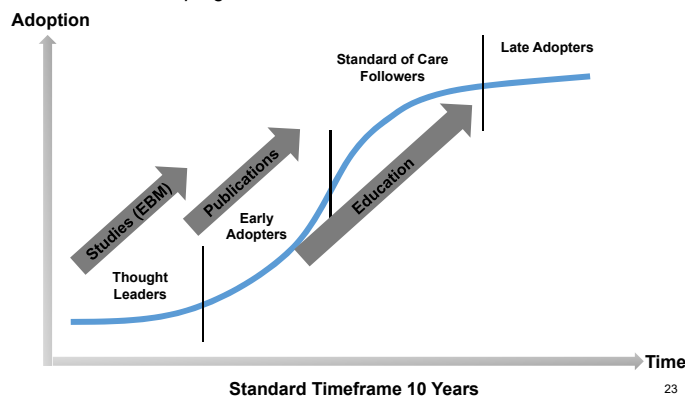 Adoption
Standard of Care
Followers
Late Adopters
Studies (EBM)
Publications
Education
Early
Adopters
Thought
Leaders
Time
Standard Timeframe 10 Years
23